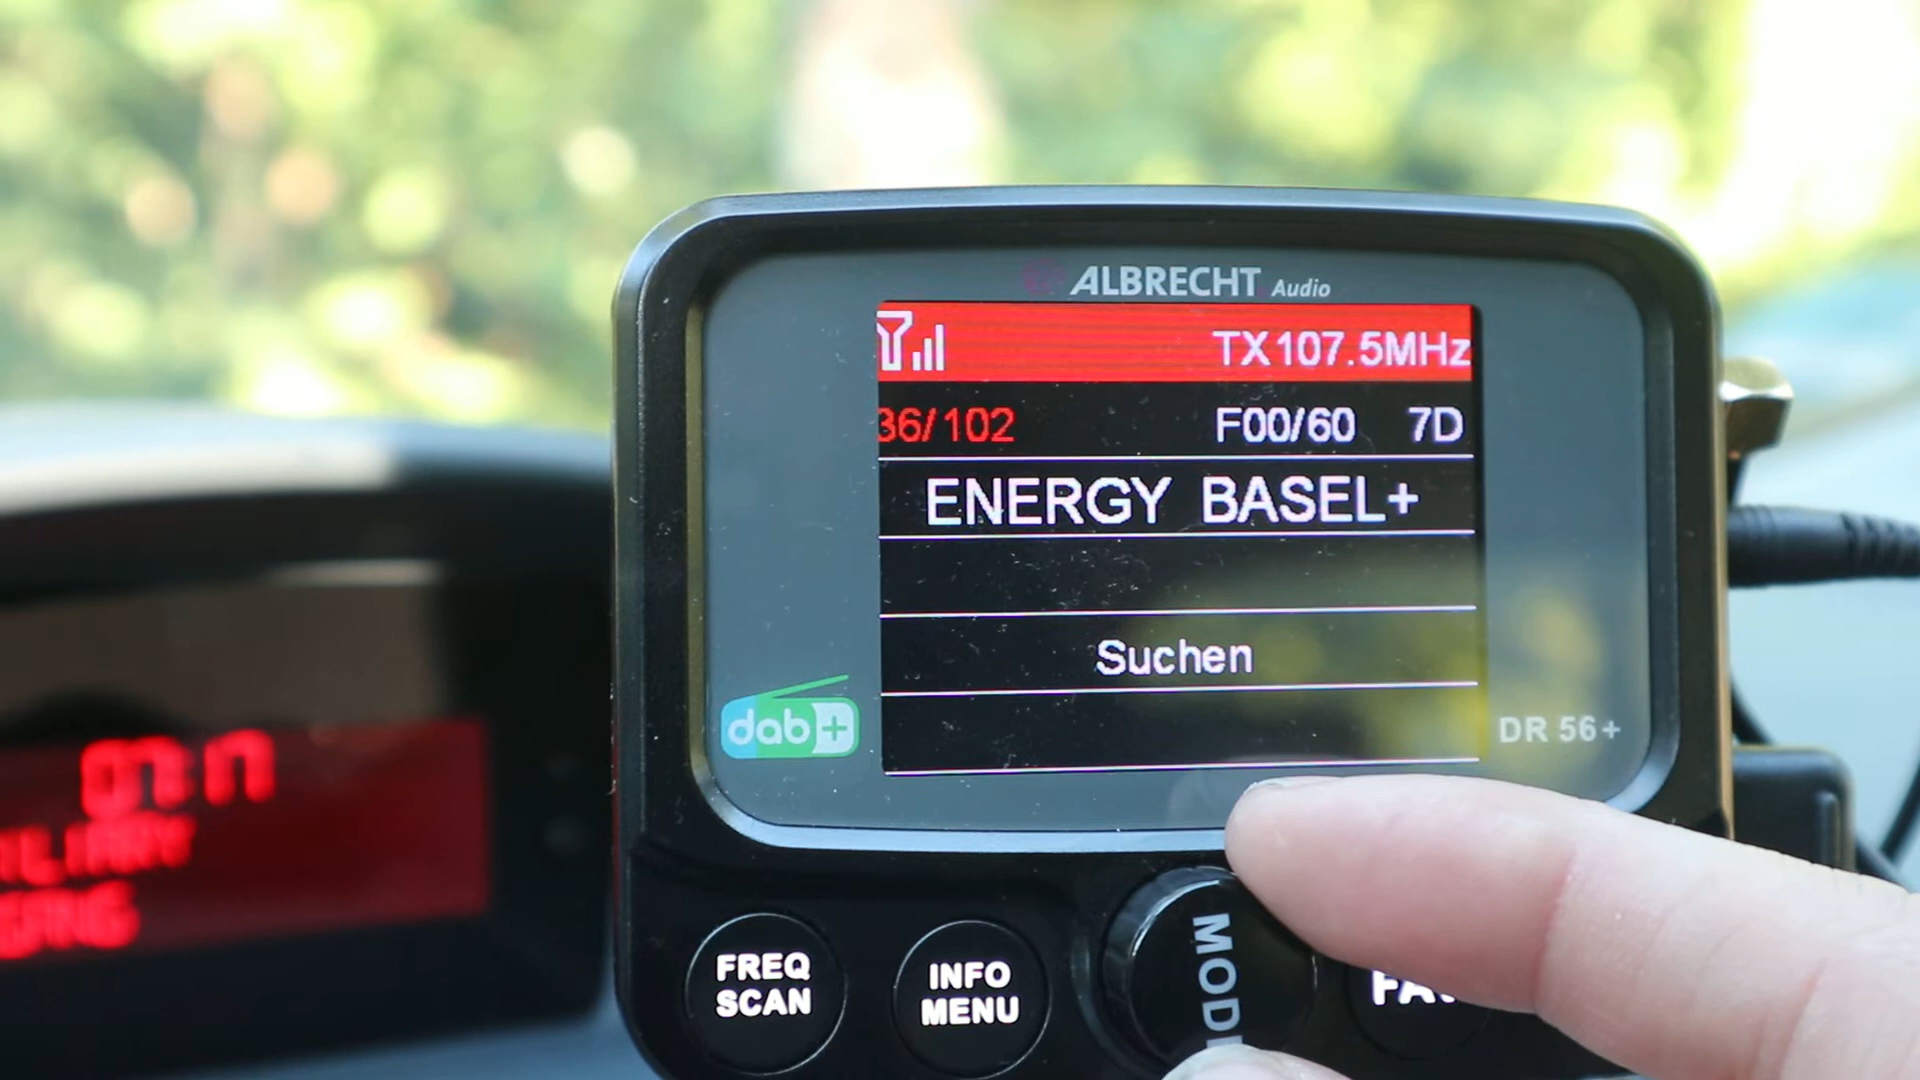 ALBRECHT Audio
TX107.5MHz
36/102 F00/60 7D
ENERGY BASEL+
Suchen
dab+
DR 56+
FREQ
SCAN
INFO
MENU